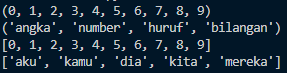 (0, 1, 2, 3, 4, 5, 6, 7, 8, 9)
('angka', 'number', 'huruf', 'bilangan')
[0, 1, 2, 3, 4, 5, 6, 7, 8, 9]
['aku', 'kamu', 'dia', 'kita', 'mereka']